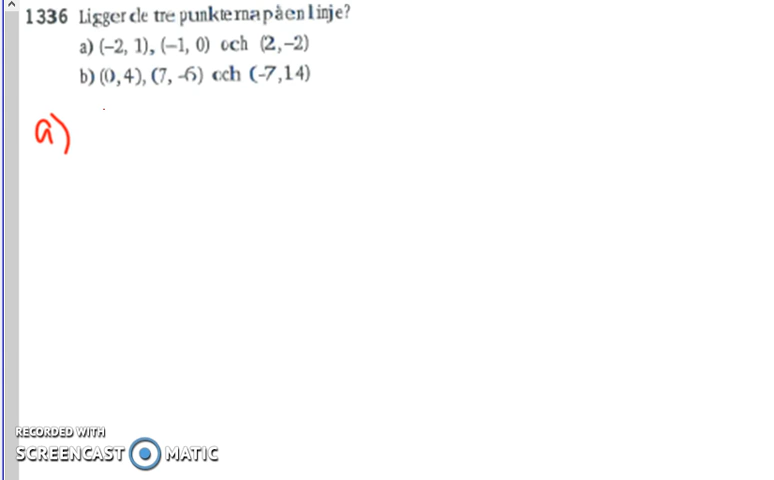 1336 Ligger de tre punkterna på en linje?
a) (−2, 1), (−1, 0) och (2,−2)
b) (0,4), (7, -6) och (-7,14)
a)
RECORDED WITH
SCREENCAST MATIC